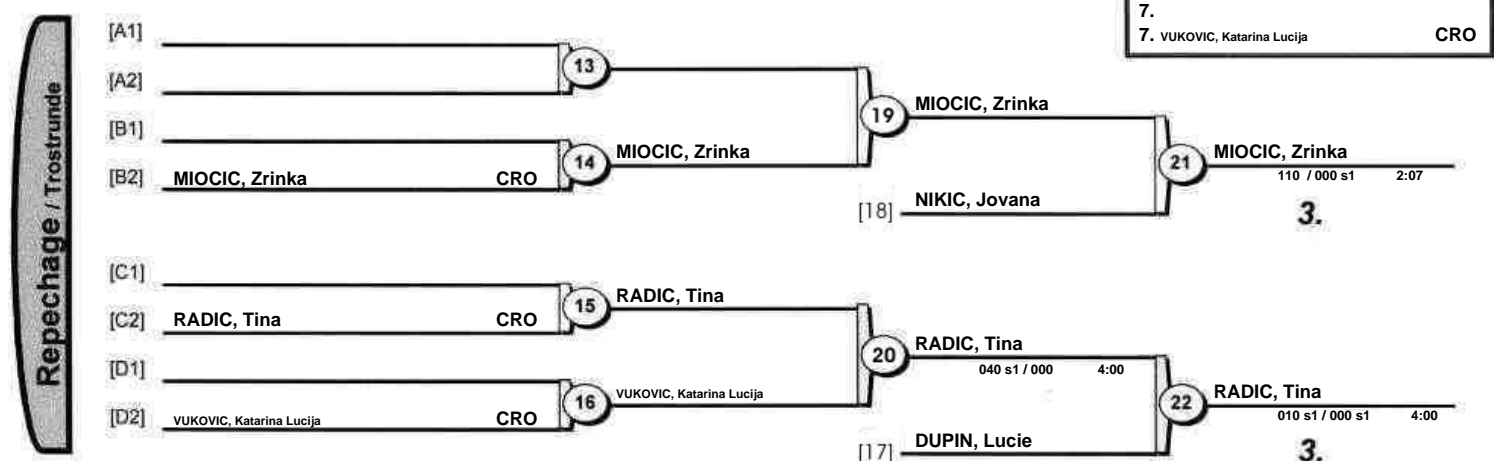 7.
7. VUKOVIC, Katarina Lucija CRO
Repechage / Trostrunde
[A1]
[A2]
13
[B1]
[B2] MIOCIC, Zrinka CRO
14 MIOCIC, Zrinka
19 MIOCIC, Zrinka
[18] NIKIC, Jovana
21 MIOCIC, Zrinka
110 / 000 s1 2:07
3.
[C1]
[C2] RADIC, Tina CRO
15 RADIC, Tina
[D1]
[D2] VUKOVIC, Katarina Lucija CRO
16 VUKOVIC, Katarina Lucija
20 RADIC, Tina
040 s1 / 000 4:00
[17] DUPIN, Lucie
22 RADIC, Tina
010 s1 / 000 s1 4:00
3.